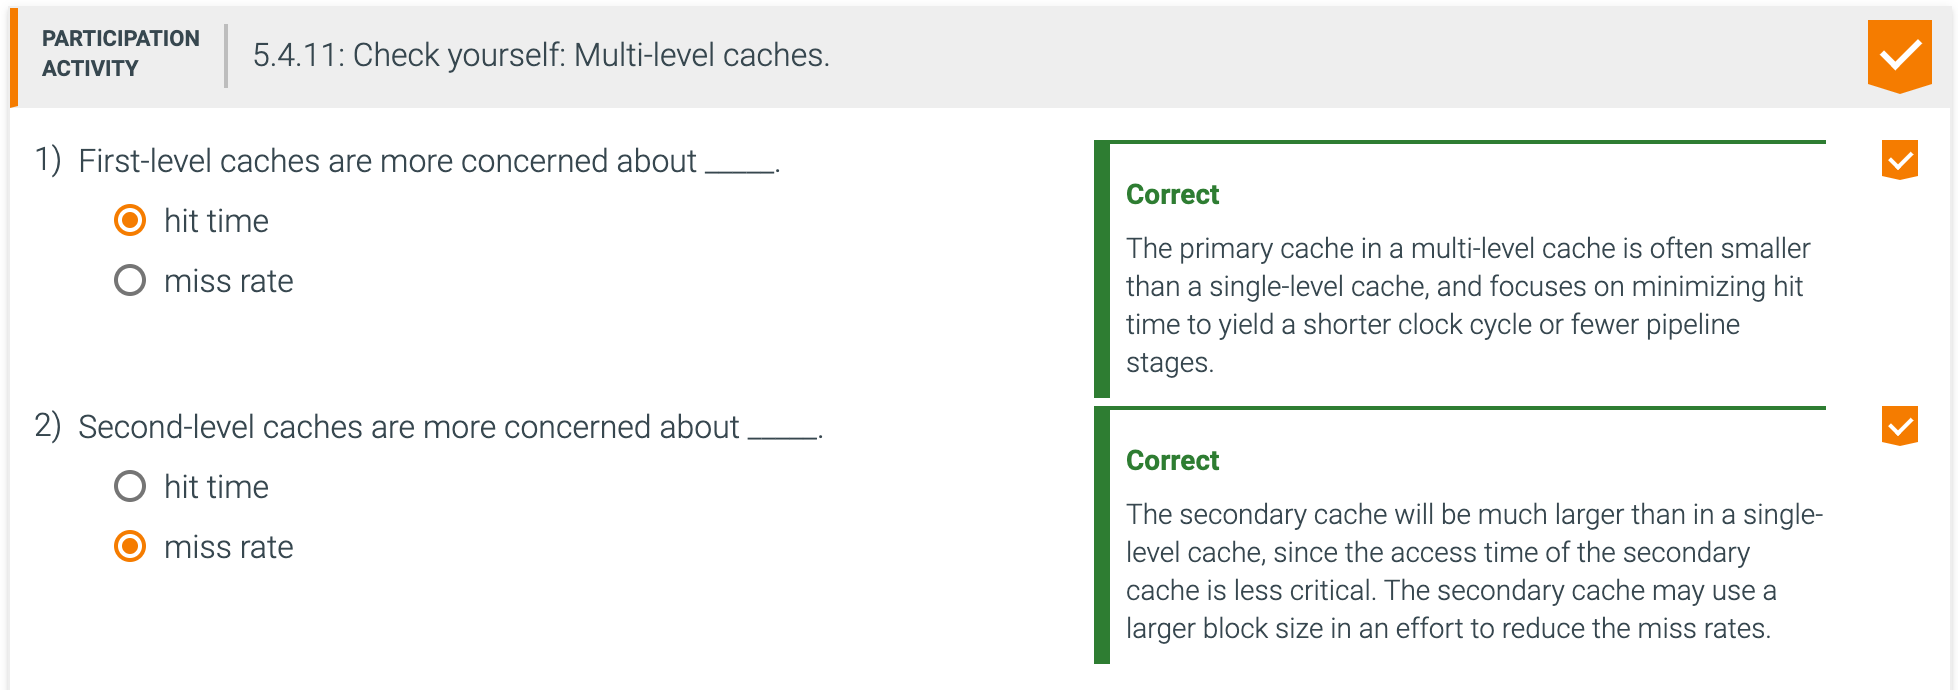 PARTICIPATION
ACTIVITY
5.4.11: Check yourself: Multi-level caches.
1) First-level caches are more concerned about _____.
hit time
miss rate
Correct
The primary cache in a multi-level cache is often smaller
than a single-level cache, and focuses on minimizing hit
time to yield a shorter clock cycle or fewer pipeline
stages.
2) Second-level caches are more concerned about _____.
hit time
miss rate
Correct
The secondary cache will be much larger than in a single-
level cache, since the access time of the secondary
cache is less critical. The secondary cache may use a
larger block size in an effort to reduce the miss rates.